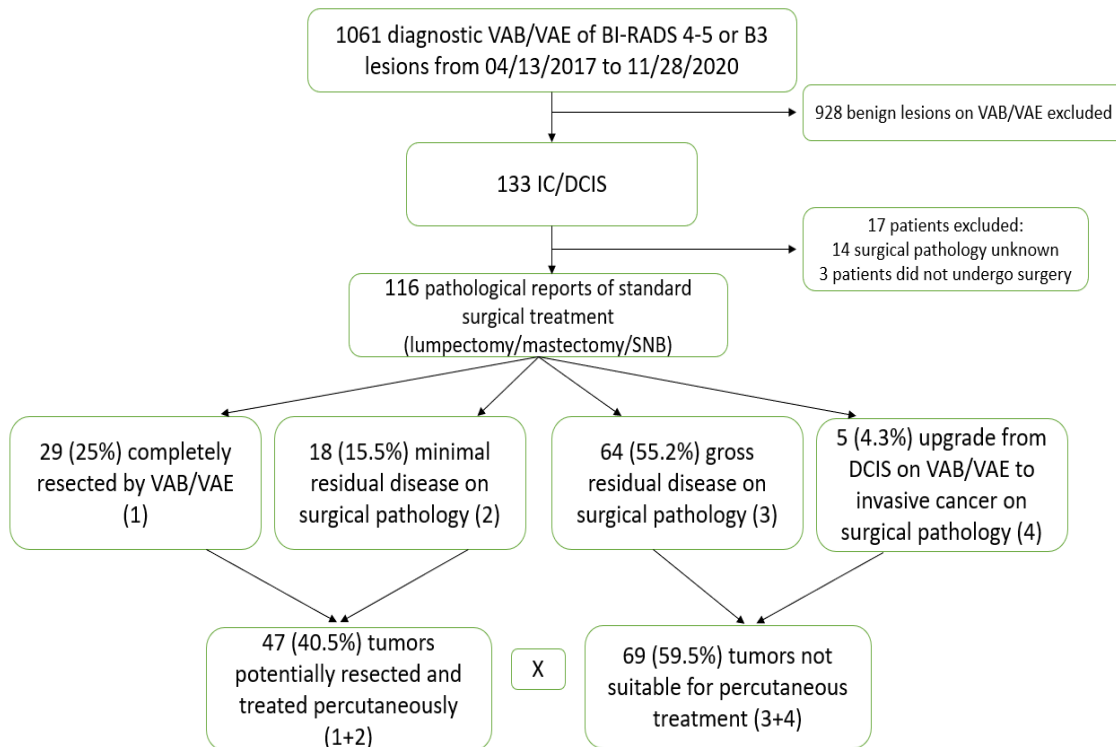 1061 diagnostic VAB/VAE of BI-RADS 4-5 or B3
lesions from 04/13/2017 to 11/28/2020
928 benign lesions on VAB/VAE excluded
133 IC/DCIS
17 patients excluded:
14 surgical pathology unknown
3 patients did not undergo surgery
116 pathological reports of standard
surgical treatment
(lumpectomy/mastectomy/SNB)
29 (25%) completely
resected by VAB/VAE
(1)
18 (15.5%) minimal
residual disease on
surgical pathology (2)
64 (55.2%) gross
residual disease on
surgical pathology (3)
5 (4.3%) upgrade from
DCIS on VAB/VAE to
invasive cancer on
surgical pathology (4)
47 (40.5%) tumors
potentially resected and
treated percutaneously
(1+2)
X
69 (59.5%) tumors not
suitable for percutaneous
treatment (3+4)